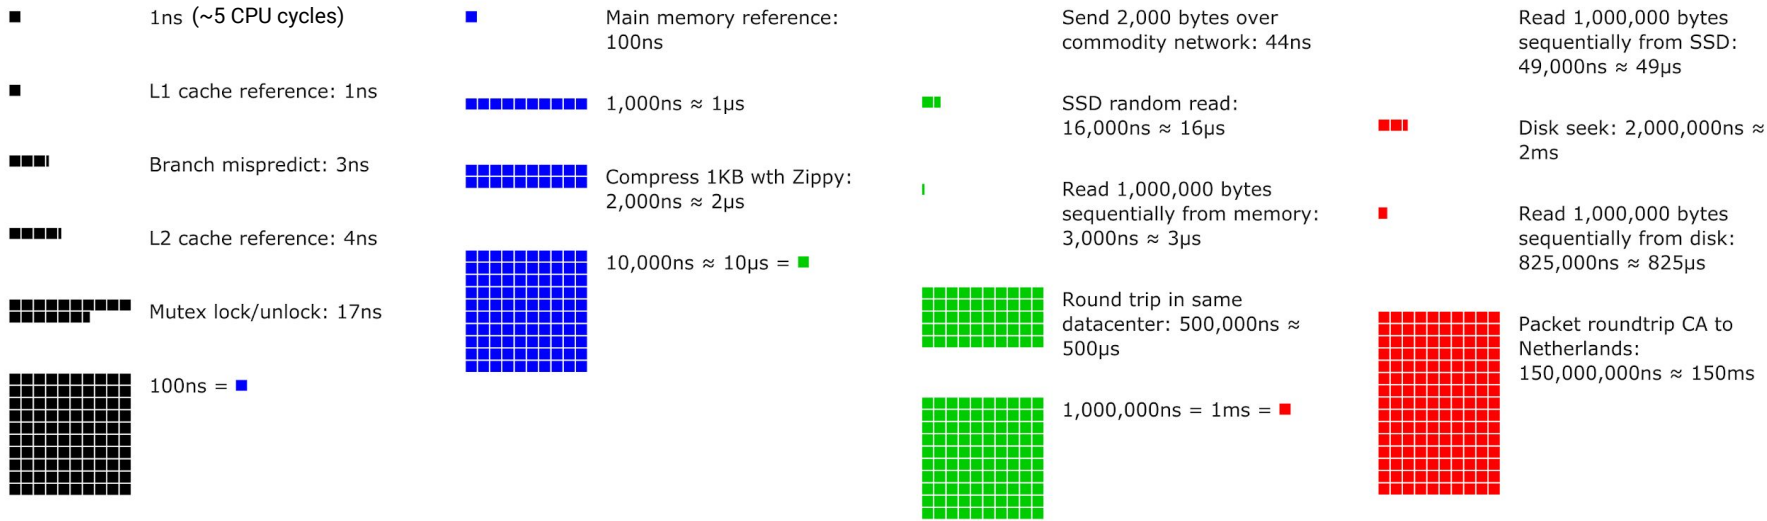 1ns (~5 CPU cycles)
L1 cache reference: 1ns
Branch mispredict: 3ns
L2 cache reference: 4ns
Mutex lock/unlock: 17ns
100ns =
Main memory reference:
100ns
1,000ns ≈ 1μs
Compress 1KB wth Zippy:
2,000ns ≈ 2μs
10,000ns ≈ 10μs =
Send 2,000 bytes over
commodity network: 44ns
SSD random read:
16,000ns ≈ 16μs
Read 1,000,000 bytes
sequentially from memory:
3,000ns ≈ 3μs
Round trip in same
datacenter: 500,000ns ≈
500μs
1,000,000ns = 1ms =
Read 1,000,000 bytes
sequentially from SSD:
49,000ns ≈ 49μs
Disk seek: 2,000,000ns ≈
2ms
Read 1,000,000 bytes
sequentially from disk:
825,000ns ≈ 825μs
Packet roundtrip CA to
Netherlands:
150,000,000ns ≈ 150ms